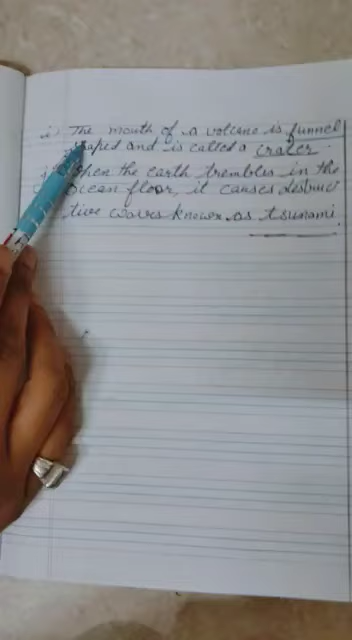 i) The mouth of a volcano is funnel
shaped and is called a crater.
j) When the earth trembles in the
ocean floor, it causes destruc
tive waves known as tsunami.